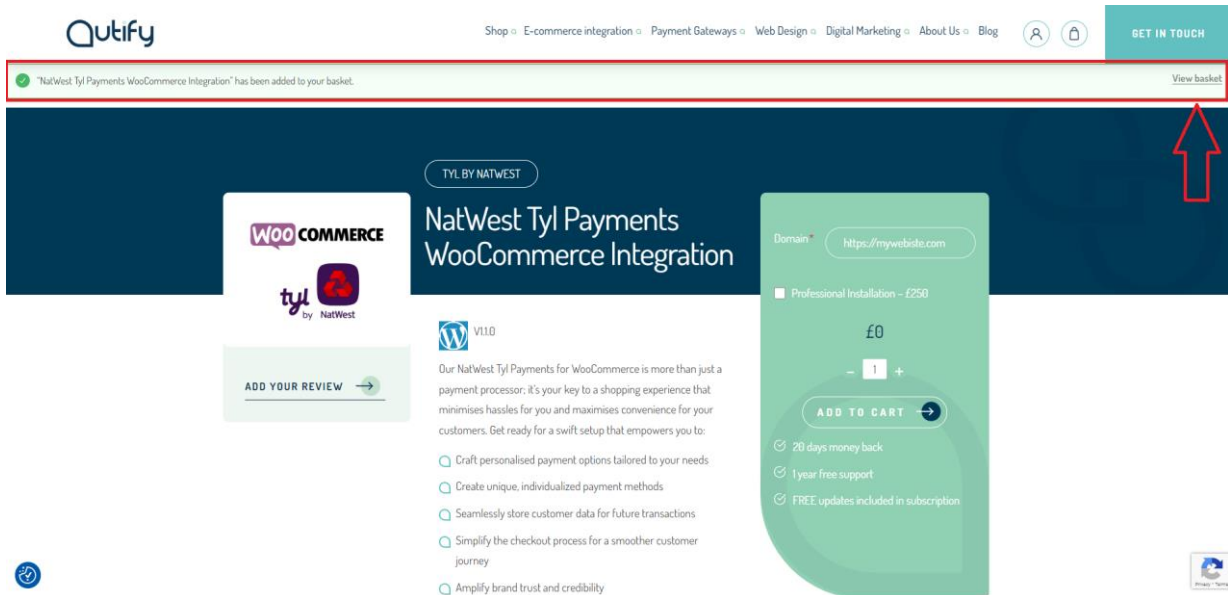 Qutify
Shop E-commerce integration Payment Gateways Web Design Digital Marketing About Us Blog
GET IN TOUCH
"NatWest Tyl Payments WooCommerce Integration" has been added to your basket.
View basket
TYL BY NATWEST
WOO COMMERCE
tyl
by NatWest
ADD YOUR REVIEW
NatWest Tyl Payments
WooCommerce Integration
V1.1.0
Our NatWest Tyl Payments for WooCommerce is more than just a
payment processor; it's your key to a shopping experience that
minimises hassles for you and maximises convenience for your
customers. Get ready for a swift setup that empowers you to:
Craft personalised payment options tailored to your needs
Create unique, individualized payment methods
Seamlessly store customer data for future transactions
Simplify the checkout process for a smoother customer
journey
Amplify brand trust and credibility
Domain*
https://mywebiste.com
Professional Installation – £250
£0
– 1 +
ADD TO CART
28 days money back
1 year free support
FREE updates included in subscription